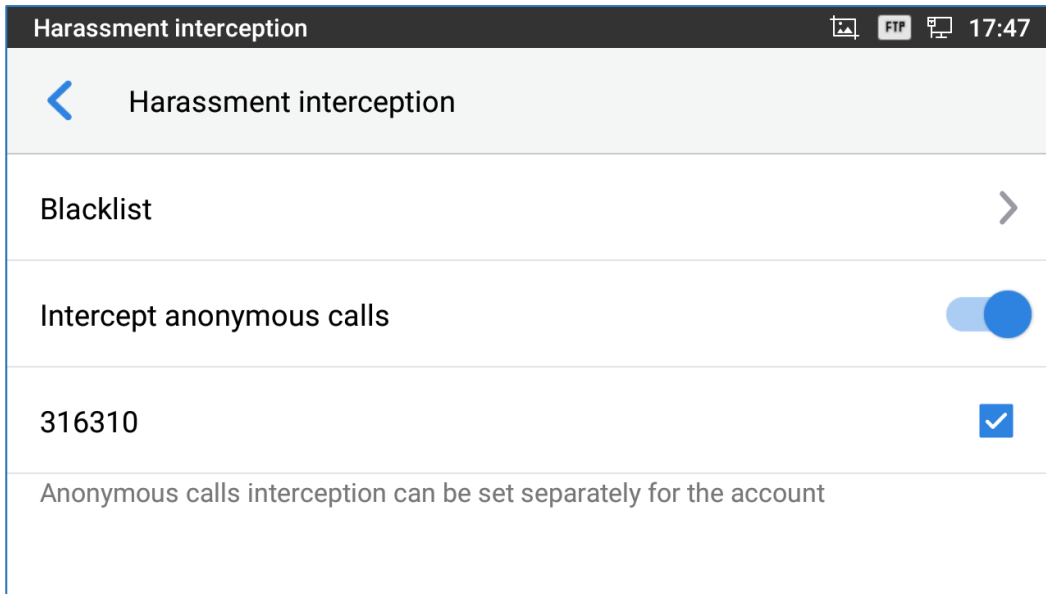 Harassment interception FTP 17:47
Harassment interception
Blacklist
Intercept anonymous calls
316310
Anonymous calls interception can be set separately for the account